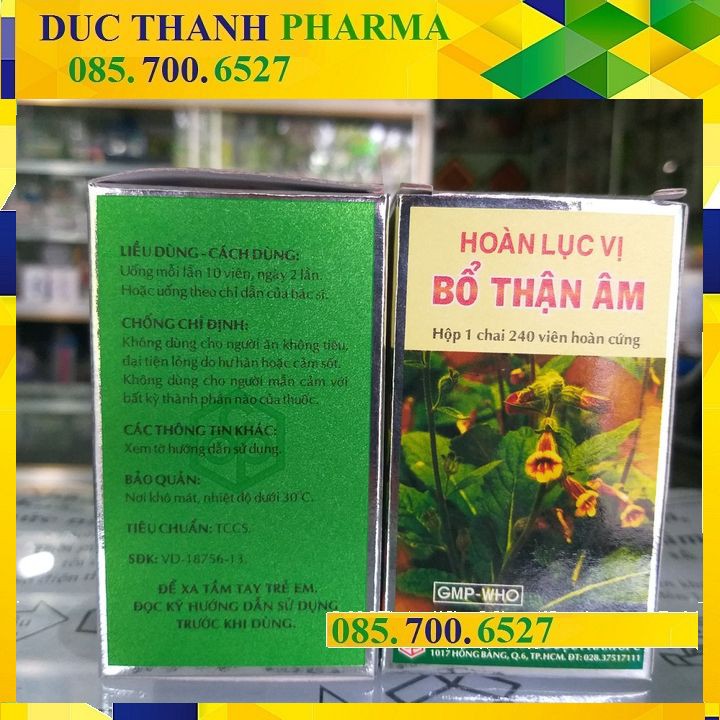 DUC THANH PHARMA
085.700.6527
LIỀU DÙNG – CÁCH DÙNG:
Uống mỗi lần 10 viên, ngày 2 lần.
Hoặc uống theo chỉ dẫn của bác sĩ.
CHỐNG CHỈ ĐỊNH:
Không dùng cho người ăn không tiêu,
đại tiện lỏng do hư hàn hoặc cảm sốt.
Không dùng cho người mẫn cảm với
bất kỳ thành phần nào của thuốc.
CÁC THÔNG TIN KHÁC:
Xem tờ hướng dẫn sử dụng.
BẢO QUẢN:
Nơi khô mát, nhiệt độ dưới 30°C.
TIÊU CHUẨN: TCCS.
SĐK: VD-18756-13.
ĐỂ XA TẦM TAY TRẺ EM.
ĐỌC KỸ HƯỚNG DẪN SỬ DỤNG
TRƯỚC KHI DÙNG.
HOÀN LỤC VỊ
BỔ THẬN ÂM
Hộp 1 chai 240 viên hoàn cứng
GMP-WHO
085.700.6527
1017 HỒNG BÀNG, Q.6, TP.HCM. ĐT: 028.37517111